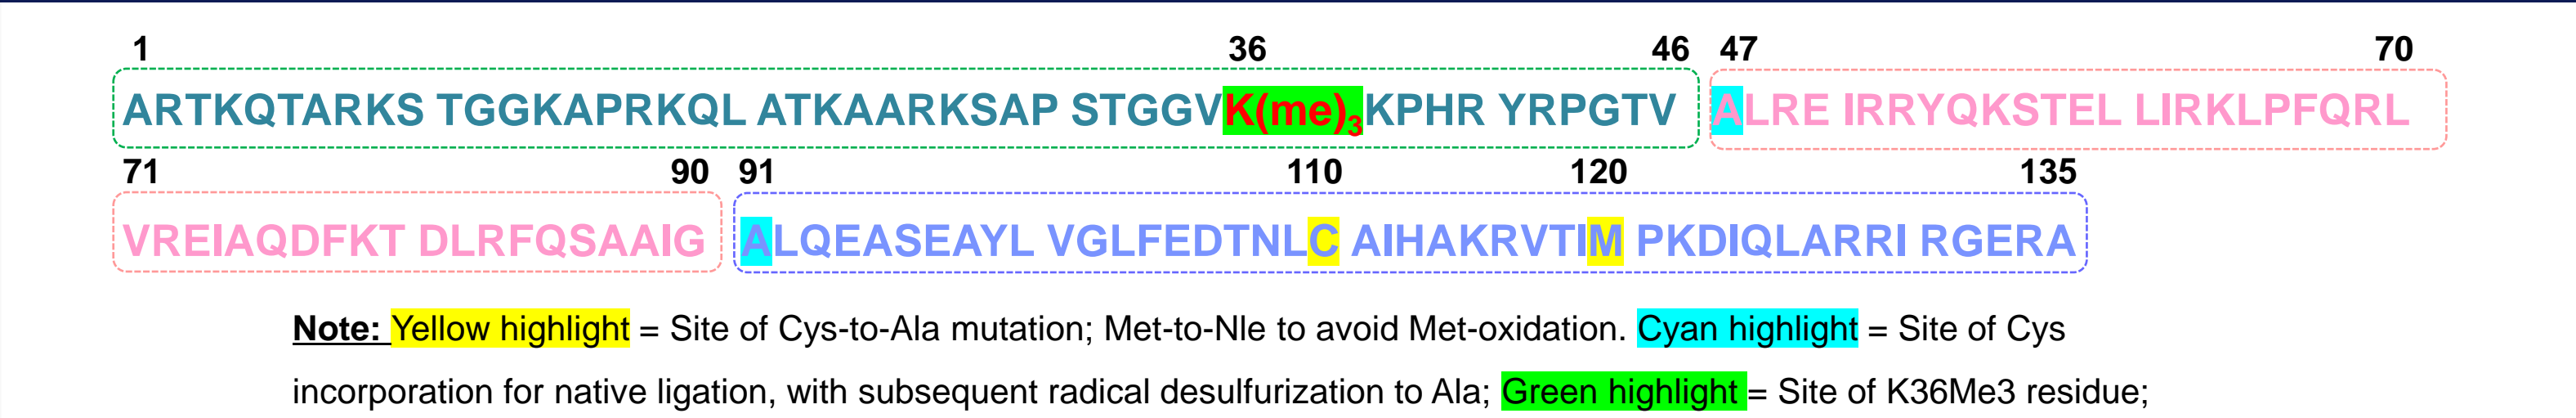 1 36 46 47 70
ARTKQTARKS TGGKAPRKQL ATKAARKSAP STGGVK(me)₃KPHR YRPGTV ALRE IRRYQKSTEL LIRKLPFQRL
71 90 91 110 120 135
VREIAQDFKT DLRFQSAAIG ALQEASEAYL VGLFEDTNLC AIHAKRVTIM PKDIQLARRI RGERA
Note: Yellow highlight = Site of Cys-to-Ala mutation; Met-to-Nle to avoid Met-oxidation. Cyan highlight = Site of Cys
incorporation for native ligation, with subsequent radical desulfurization to Ala; Green highlight = Site of K36Me3 residue;